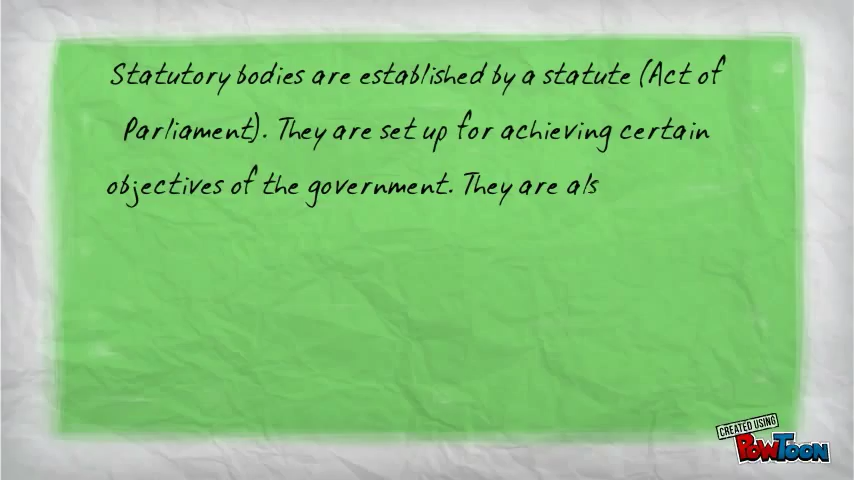 Statutory bodies are established by a statute (Act of
Parliament). They are set up for achieving certain
objectives of the government. They are als
CREATED USING
POWTOON